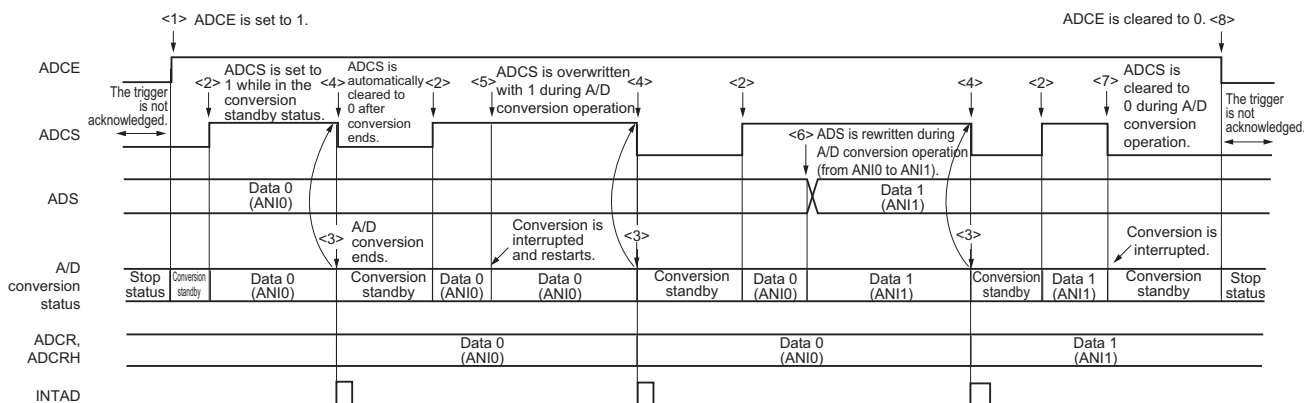 <1> ADCE is set to 1.
ADCE is cleared to 0. <8>
ADCE
The trigger
is not
acknowledged.
<2>
ADCS is set to
1 while in the
conversion
standby status.
<4>
ADCS is
automatically
cleared to
0 after
conversion
ends.
<2>
<5>
ADCS is overwritten
with 1 during A/D
conversion operation
<4>
<2>
<4>
<2>
<7>
ADCS is
cleared to
0 during A/D
conversion
operation.
The trigger
is not
acknowledged.
ADCS
<6> ADS is rewritten during
A/D conversion operation
(from ANI0 to ANI1).
ADS
Data 0
(ANI0)
Data 1
(ANI1)
<3>
A/D
conversion
ends.
Conversion is
interrupted
and restarts.
<3>
<3>
Conversion is
interrupted.
A/D
conversion
status
Stop
status
Conversion
standby
Data 0
(ANI0)
Conversion
standby
Data 0
(ANI0)
Data 0
(ANI0)
Conversion
standby
Data 0
(ANI0)
Data 1
(ANI1)
Conversion
standby
Data 1
(ANI1)
Conversion
standby
Stop
status
ADCR,
ADCRH
Data 0
(ANI0)
Data 0
(ANI0)
Data 1
(ANI1)
INTAD